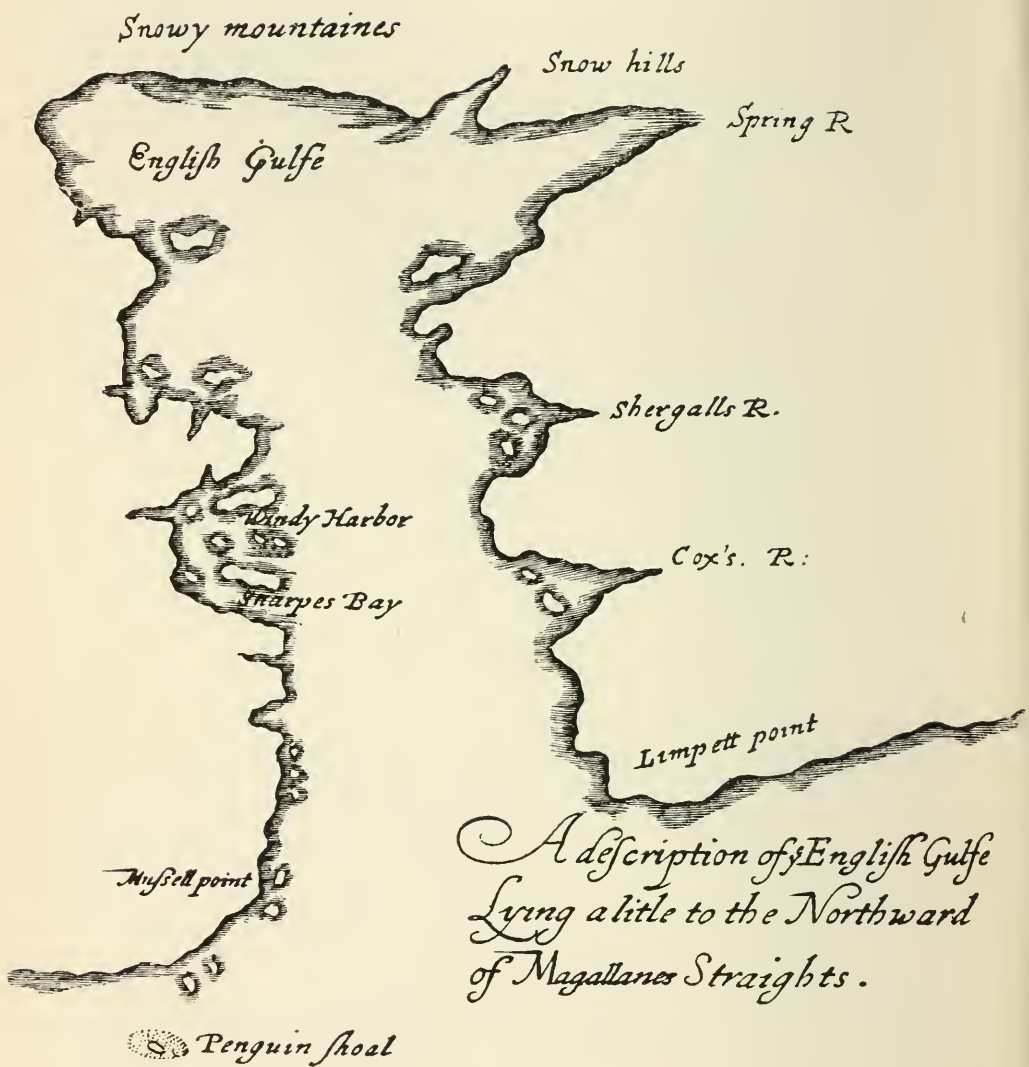 Snowy mountaines
Snow hills
Spring R
Engliſh Gulfe
Shergalls R.
Windy Harbor
Cox's. R:
Sharpes Bay
Limpett point
A deſcription of yͤ Engliſh Gulfe
Muſsell point
Lying a litle to the Northward
of Magallanes Straights.
Penguin ſhoal